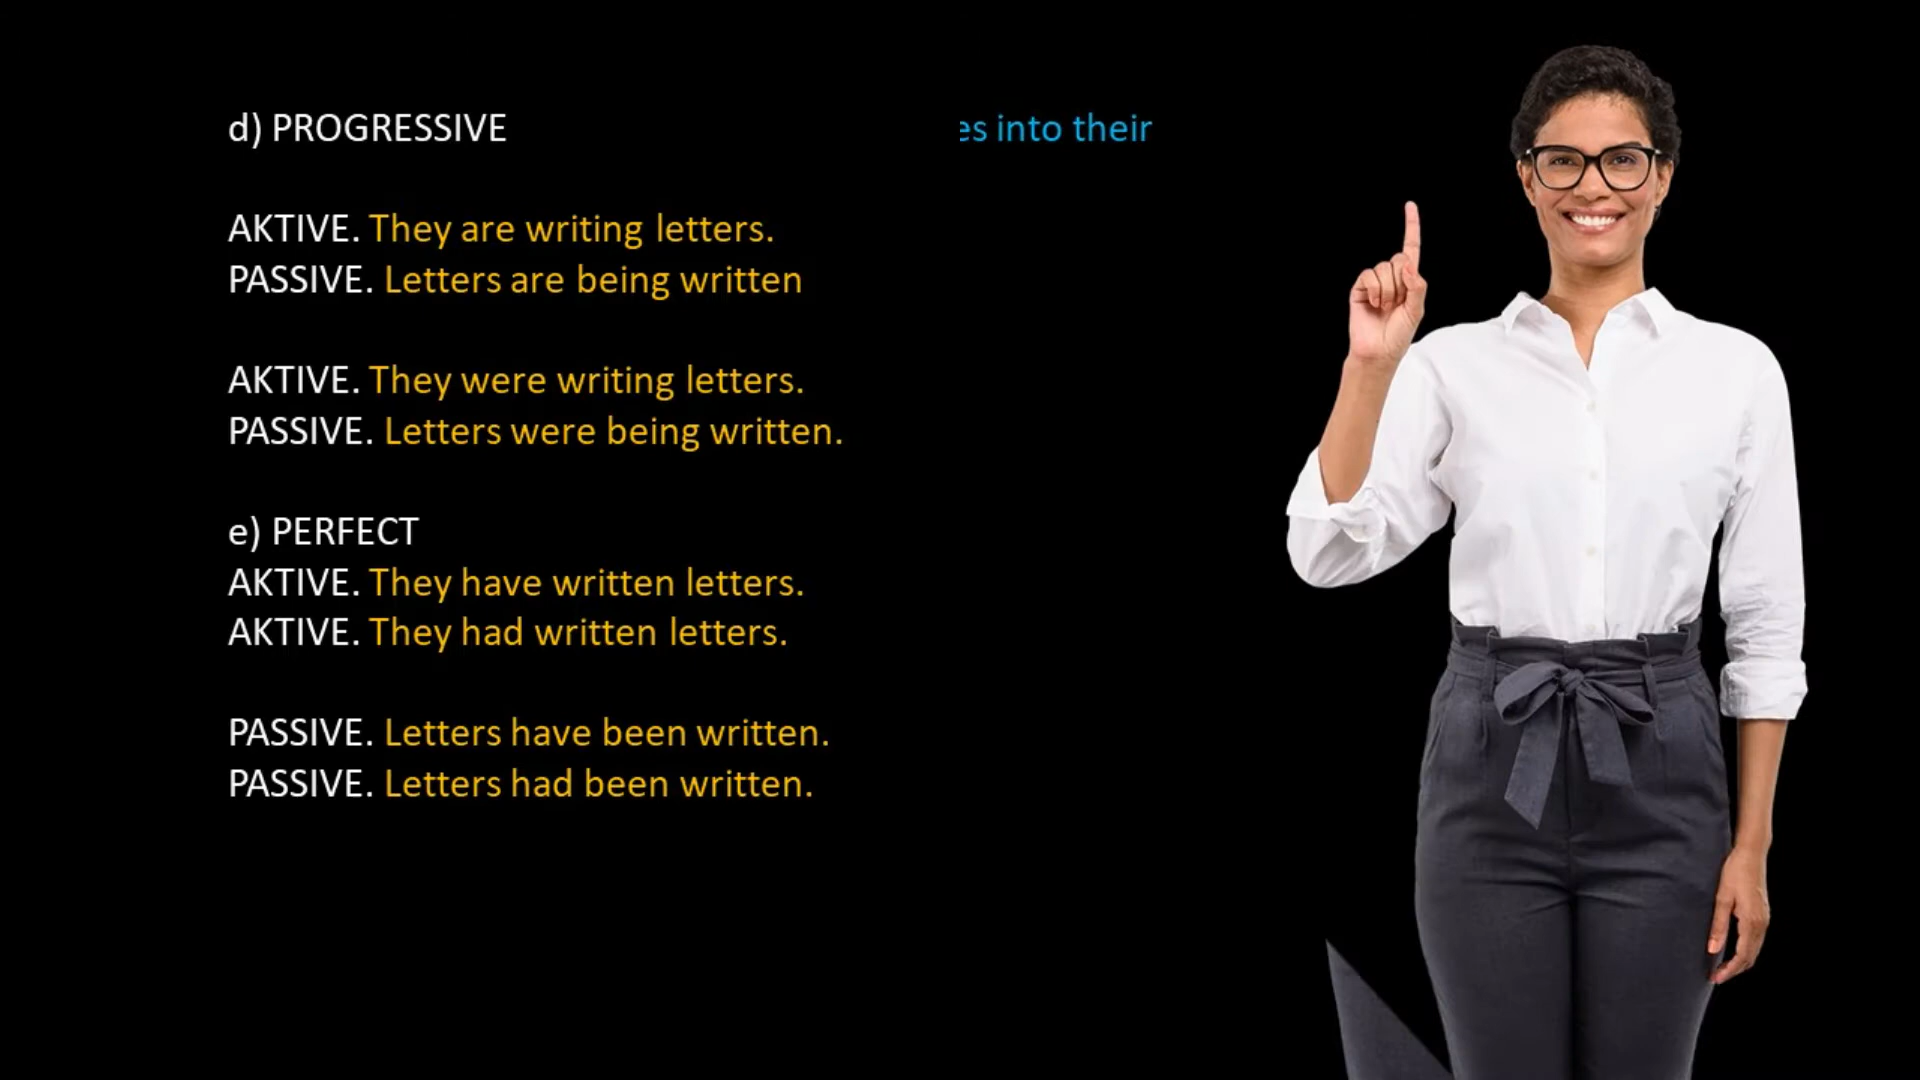 d) PROGRESSIVE
es into their
AKTIVE. They are writing letters.
PASSIVE. Letters are being written
AKTIVE. They were writing letters.
PASSIVE. Letters were being written.
e) PERFECT
AKTIVE. They have written letters.
AKTIVE. They had written letters.
PASSIVE. Letters have been written.
PASSIVE. Letters had been written.